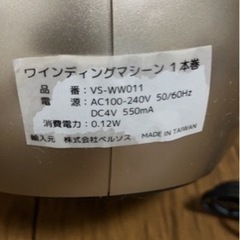 ワインディングマシーン 1本巻
品 番：VS-WW011
電 源：AC100-240V 50/60Hz
DC4V 550mA
消費電力：0.12W
輸入元 株式会社ベルソス MADE IN TAIWAN